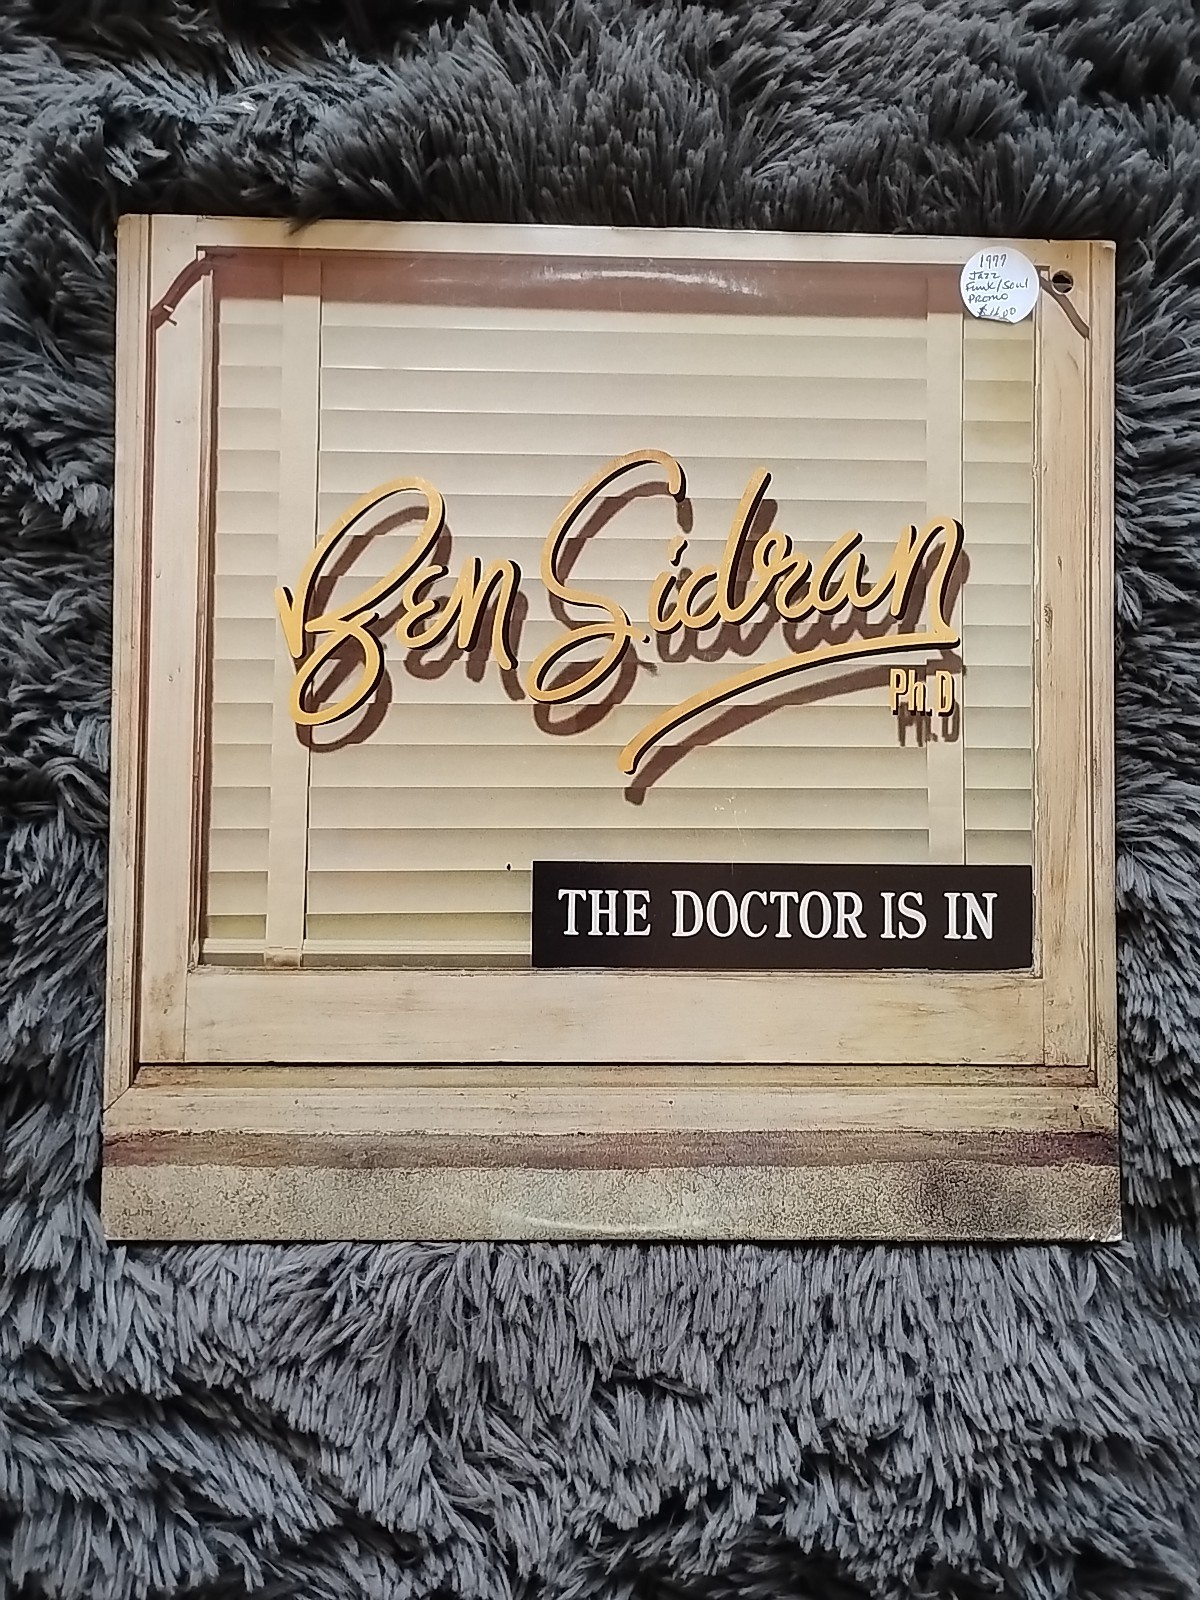 1977
Jazz
Funk/Soul
PROMO
Ben Sidran
Ph.D
THE DOCTOR IS IN